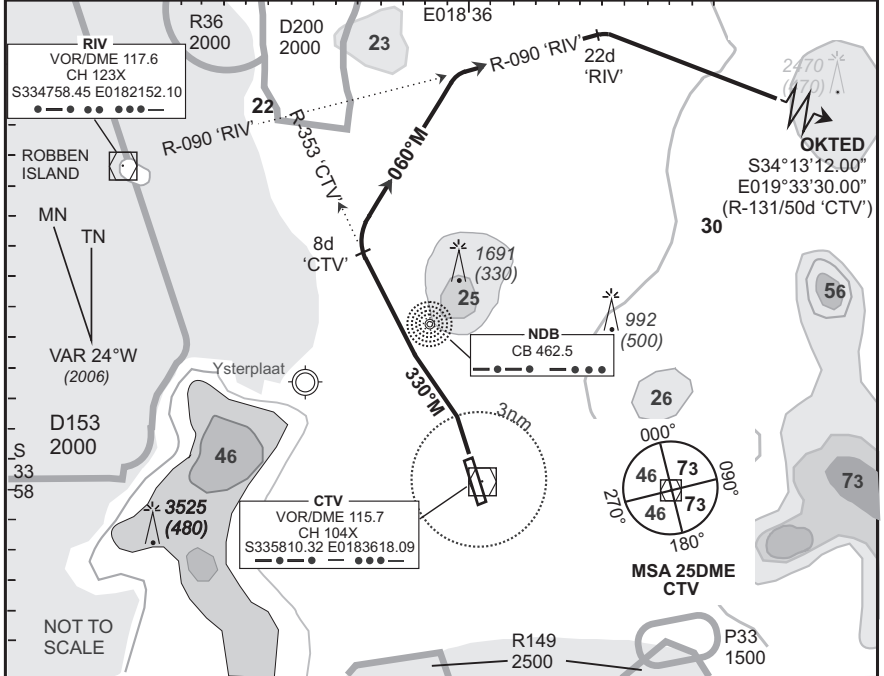 E018 36
R36
2000
D200
2000
23
RIV
VOR/DME 117.6
CH 123X
S334758.45 E0182152.10
R-090 'RIV'
22d
'RIV'
2470
(470)
22
R-090 'RIV'
R-353 'CTV'
060°M
OKTED
S34°13'12.00"
E019°33'30.00"
(R-131/50d 'CTV')
ROBBEN
ISLAND
MN
TN
8d
'CTV'
1691
(330)
25
30
56
992
(500)
NDB
CB 462.5
VAR 24°W
(2006)
Ysterplaat
330°M
3nm
26
D153
2000
S
33
58
46
000°
090°
180°
270°
46
73
46
73
73
3525
(480)
CTV
VOR/DME 115.7
CH 104X
S335810.32 E0183618.09
MSA 25DME
CTV
NOT TO
SCALE
R149
2500
P33
1500